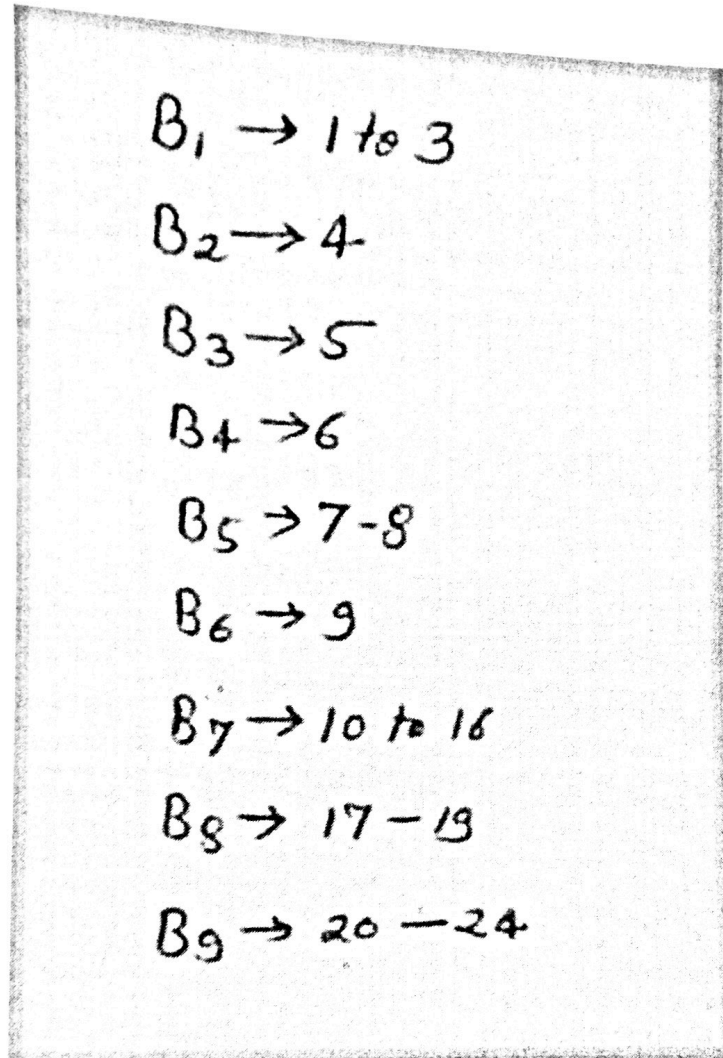 B₁ → 1 to 3
B₂ → 4
B₃ → 5
B₄ → 6
B₅ → 7-8
B₆ → 9
B₇ → 10 to 16
B₈ → 17 - 19
B₉ → 20 - 24